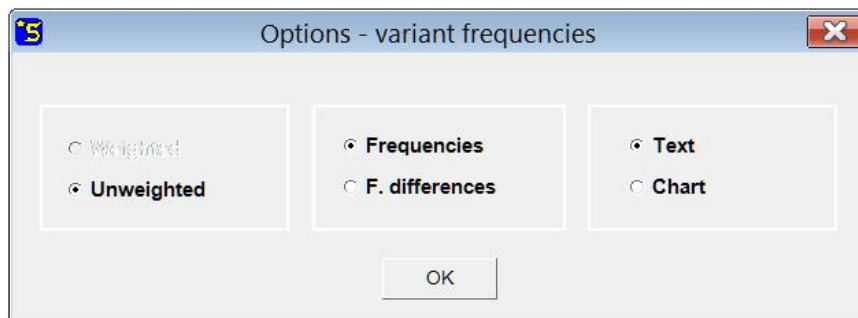 Options - variant frequencies
Weighted
Unweighted
Frequencies
F. differences
Text
Chart
OK